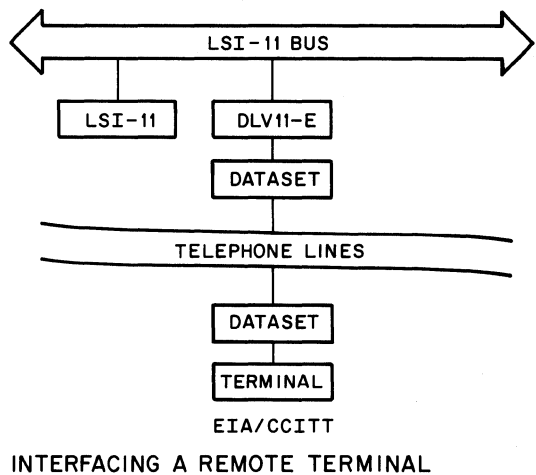 LSI-11 BUS
LSI-11
DLV11-E
DATASET
TELEPHONE LINES
DATASET
TERMINAL
EIA/CCITT
INTERFACING A REMOTE TERMINAL